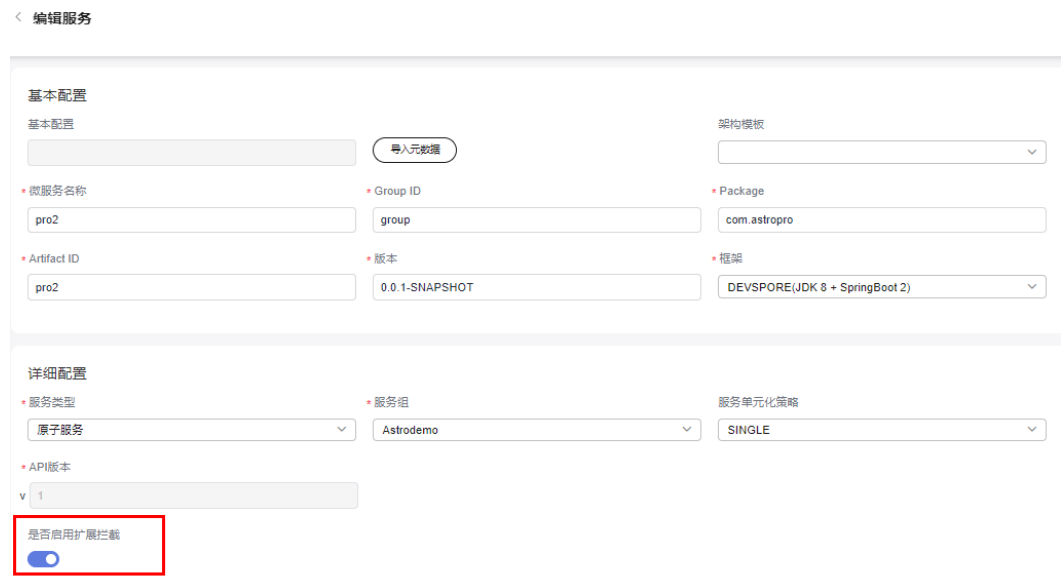 编辑服务
基本配置
基本配置
导入元数据
架构模板
* 微服务名称
* Group ID
* Package
pro2
group
com.astropro
* Artifact ID
* 版本
* 框架
pro2
0.0.1-SNAPSHOT
DEVSPORE(JDK 8 + SpringBoot 2)
详细配置
* 服务类型
* 服务组
服务单元化策略
原子服务
Astrodemo
SINGLE
* API版本
v 1
是否启用扩展拦截